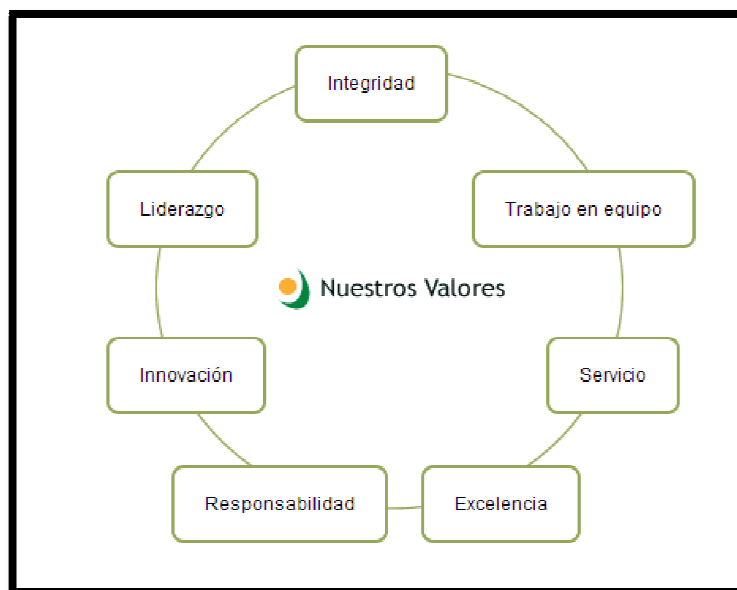 Integridad
Liderazgo
Trabajo en equipo
Nuestros Valores
Innovación
Servicio
Responsabilidad
Excelencia